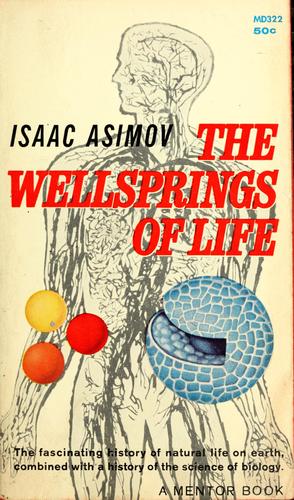 MD322
50c
ISAAC ASIMOV THE
WELLSPRINGS
OF LIFE
The fascinating history of natural life on earth,
combined with a history of the science of biology.
A MENTOR BOOK